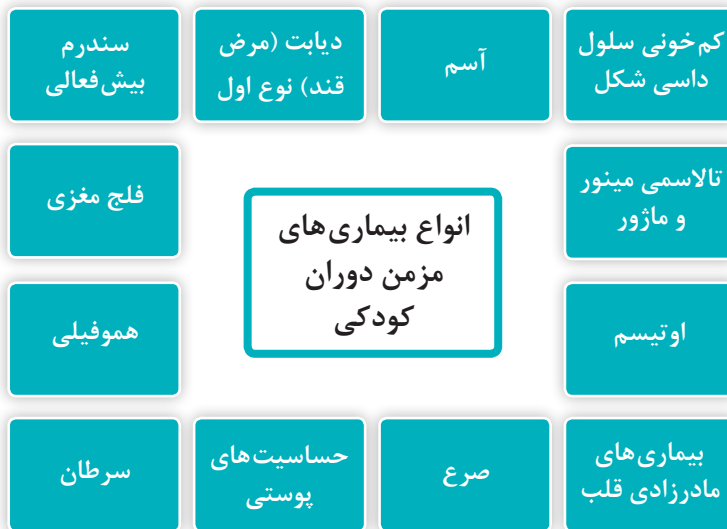 کم‌خونی سلول
داسی شکل
آسم
دیابت (مرض
قند) نوع اول
سندرم
بیش‌فعالی
تالاسمی مینور
و ماژور
انواع بیماری‌های
مزمن دوران
کودکی
فلج مغزی
اوتیسم
هموفیلی
بیماری‌های
مادرزادی قلب
صرع
حساسیت‌های
پوستی
سرطان